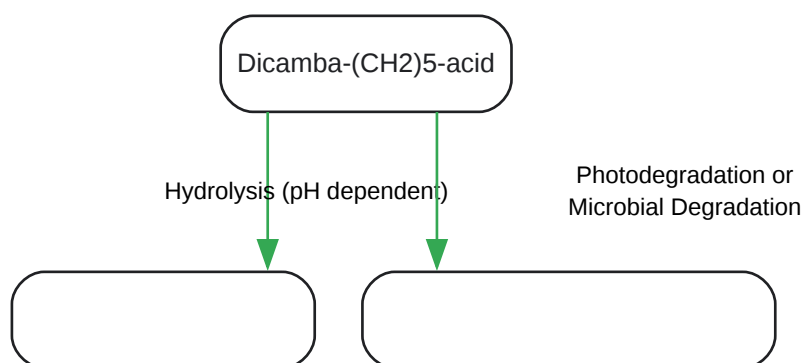 Dicamba-(CH2)5-acid
Hydrolysis (pH dependent)
Photodegradation or
Microbial Degradation